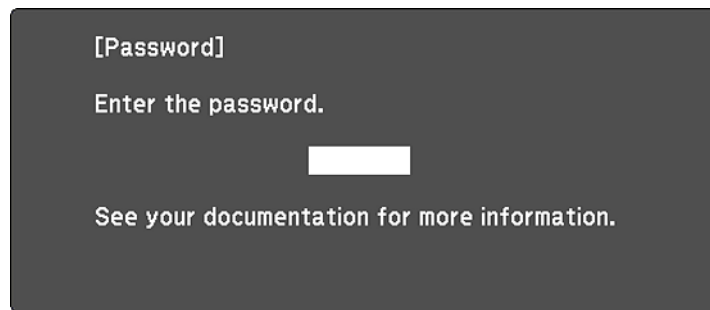 [Password]
Enter the password.
See your documentation for more information.